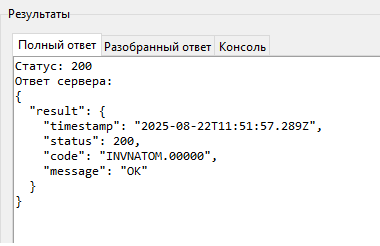 Результаты
Полный ответ Разобранный ответ Консоль
Статус: 200
Ответ сервера:
{
  "result": {
    "timestamp": "2025-08-22T11:51:57.289Z",
    "status": 200,
    "code": "INVNATOM.00000",
    "message": "OK"
  }
}